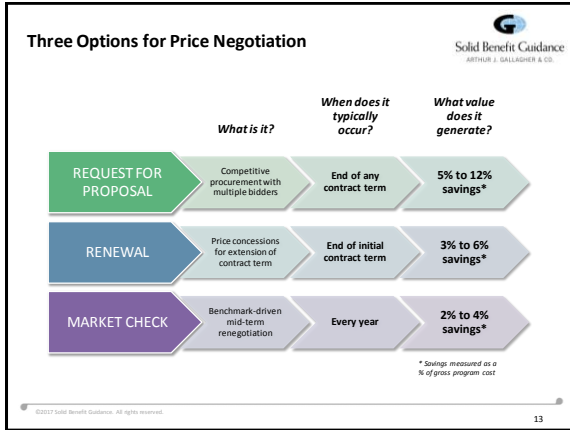 Three Options for Price Negotiation
Solid Benefit Guidance
ARTHUR J. GALLAGHER & CO.
What is it?
When does it
typically
occur?
What value
does it
generate?
REQUEST FOR
PROPOSAL
Competitive
procurement with
multiple bidders
End of any
contract term
5% to 12%
savings*
RENEWAL
Price concessions
for extension of
contract term
End of initial
contract term
3% to 6%
savings*
MARKET CHECK
Benchmark-driven
mid-term
renegotiation
Every year
2% to 4%
savings*
* Savings measured as a
% of gross program cost
©2017 Solid Benefit Guidance. All rights reserved.
13